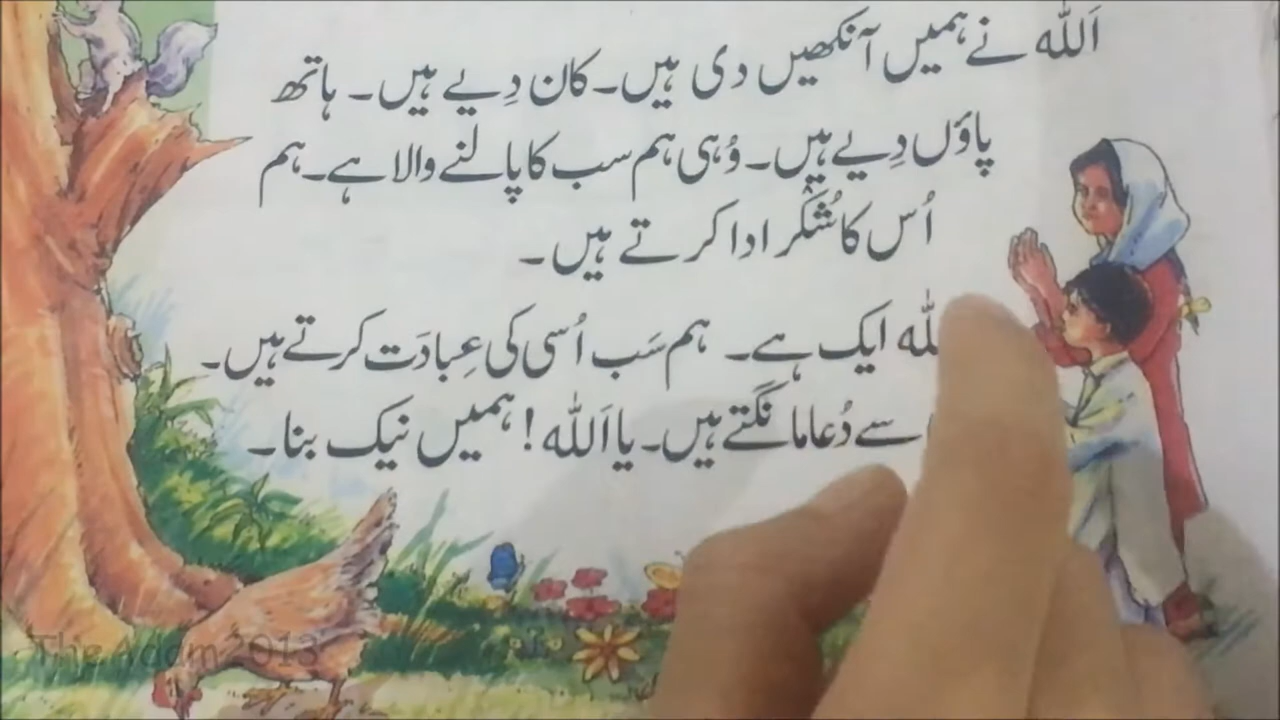 اَللّٰہ نے ہمیں آنکھیں دی ہیں۔ کان دِیے ہیں۔ ہاتھ
پاؤں دِیے ہیں۔ وُہی ہم سب کا پالنے والا ہے۔ ہم
اُس کا شُکْر ادا کرتے ہیں۔
ایک ہے۔ ہم سَب اُسی کی عِبادَت کرتے ہیں۔
سے دُعا مانگتے ہیں۔ یا اَللّٰہ! ہمیں نیک بنا۔
The Adam2013